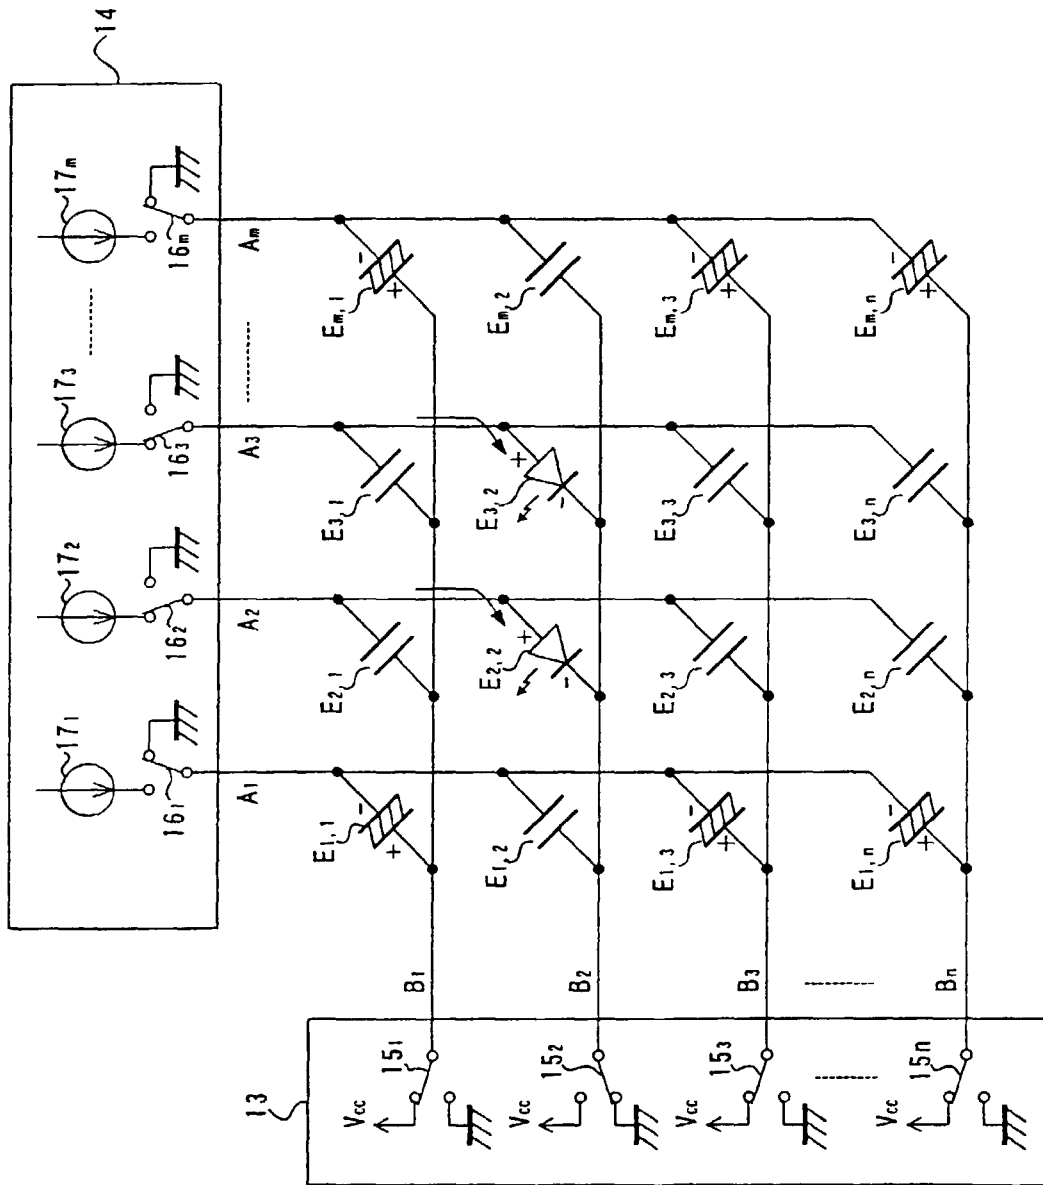 14
17₁ 17₂ 17₃ 17ₘ
16₁ 16₂ 16₃ 16ₘ
A₁ A₂ A₃ Aₘ
E₁,₁ E₂,₁ E₃,₁ Eₘ,₁
- + -
+
B₁
E₁,₂ E₂,₂ E₃,₂ Eₘ,₂
+ - + -
B₂
E₁,₃ E₂,₃ E₃,₃ Eₘ,₃
- + - +
B₃
E₁,ₙ E₂,ₙ E₃,ₙ Eₘ,ₙ
- + - +
Bₙ
13
Vcc 15₁
Vcc 15₂
Vcc 15₃
Vcc 15ₙ